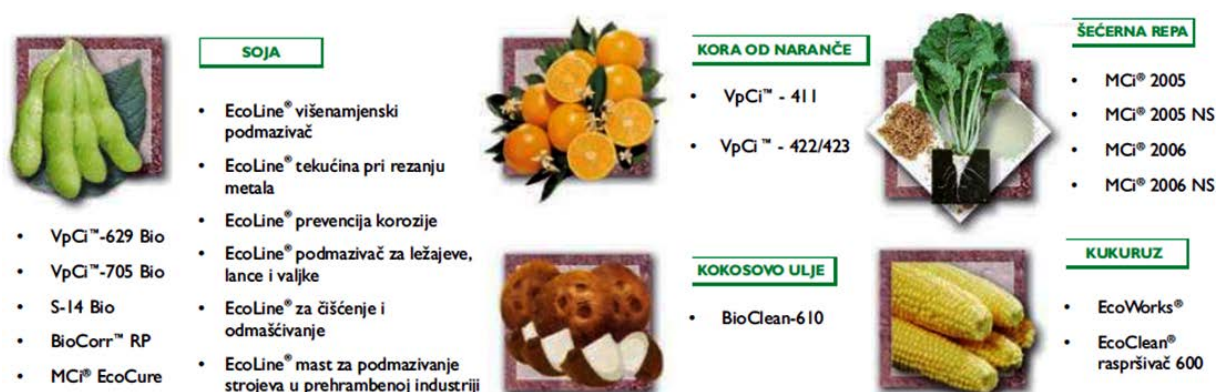 SOJA
• EcoLine® višenamjenski
podmazivač
• EcoLine® tekućina pri rezanju
metala
• EcoLine® prevencija korozije
• EcoLine® podmazivač za ležajeve,
lance i valjke
• EcoLine® za čišćenje i
odmašćivanje
• EcoLine® mast za podmazivanje
strojeva u prehrambenoj industriji
• VpCi™-629 Bio
• VpCi™-705 Bio
• S-14 Bio
• BioCorr™ RP
• MCi® EcoCure
KORA OD NARANČE
• VpCi™ - 411
• VpCi ™ - 422/423
KOKOSOVO ULJE
• BioClean-610
ŠEĆERNA REPA
• MCi® 2005
• MCi® 2005 NS
• MCi® 2006
• MCi® 2006 NS
KUKURUZ
• EcoWorks®
• EcoClean®
raspršivač 600